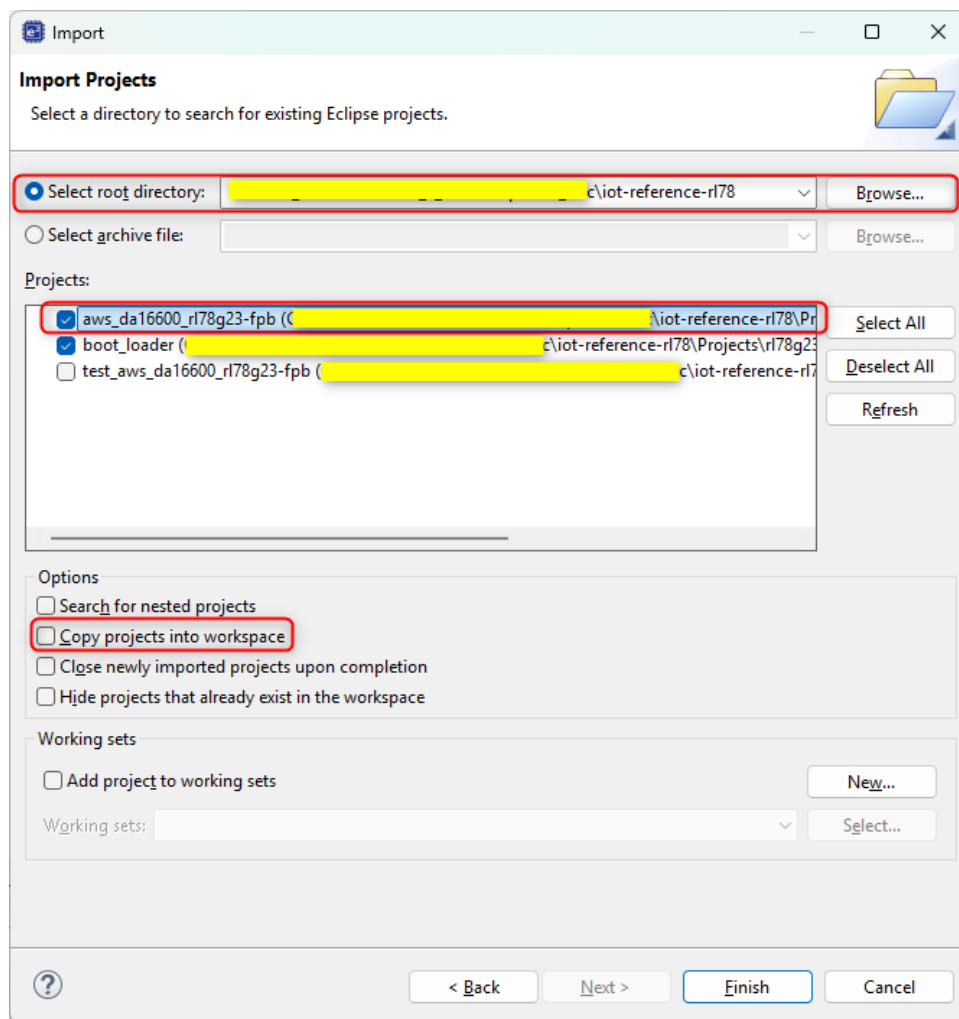 Import
Import Projects
Select a directory to search for existing Eclipse projects.
Select root directory: c\iot-reference-rl78 Browse...
Select archive file: Browse...
Projects:
aws_da16600_rl78g23-fpb ( \iot-reference-rl78\Pr Select All
boot_loader ( c\iot-reference-rl78\Projects\rl78g23
test_aws_da16600_rl78g23-fpb ( c\iot-reference-rl7 Deselect All
Refresh
Options
Search for nested projects
Copy projects into workspace
Close newly imported projects upon completion
Hide projects that already exist in the workspace
Working sets
Add project to working sets New...
Working sets: Select...
? < Back Next > Finish Cancel